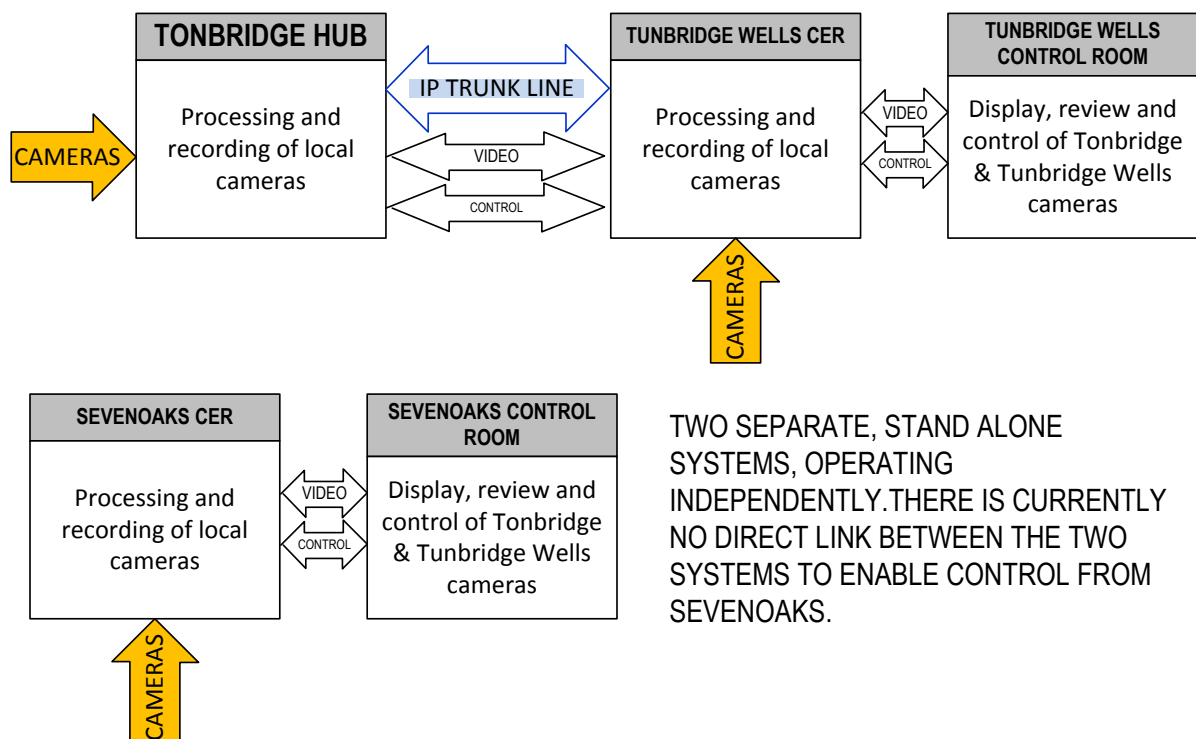 TONBRIDGE HUB
TUNBRIDGE WELLS CER
TUNBRIDGE WELLS
CONTROL ROOM
CAMERAS
Processing and
recording of local
cameras
IP TRUNK LINE
VIDEO
CONTROL
Processing and
recording of local
cameras
VIDEO
CONTROL
Display, review and
control of Tonbridge
& Tunbridge Wells
cameras
CAMERAS
SEVENOAKS CER
SEVENOAKS CONTROL
ROOM
Processing and
recording of local
cameras
VIDEO
CONTROL
Display, review and
control of Tonbridge
& Tunbridge Wells
cameras
CAMERAS
TWO SEPARATE, STAND ALONE
SYSTEMS, OPERATING
INDEPENDENTLY.THERE IS CURRENTLY
NO DIRECT LINK BETWEEN THE TWO
SYSTEMS TO ENABLE CONTROL FROM
SEVENOAKS.